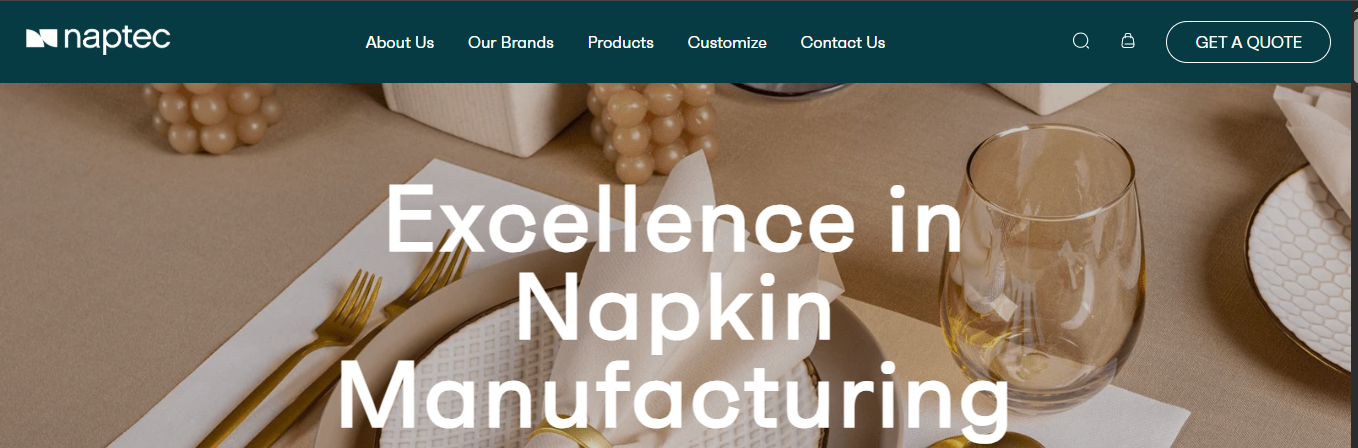 naptec
About Us Our Brands Products Customize Contact Us GET A QUOTE
Excellence in
Napkin
Manufacturing